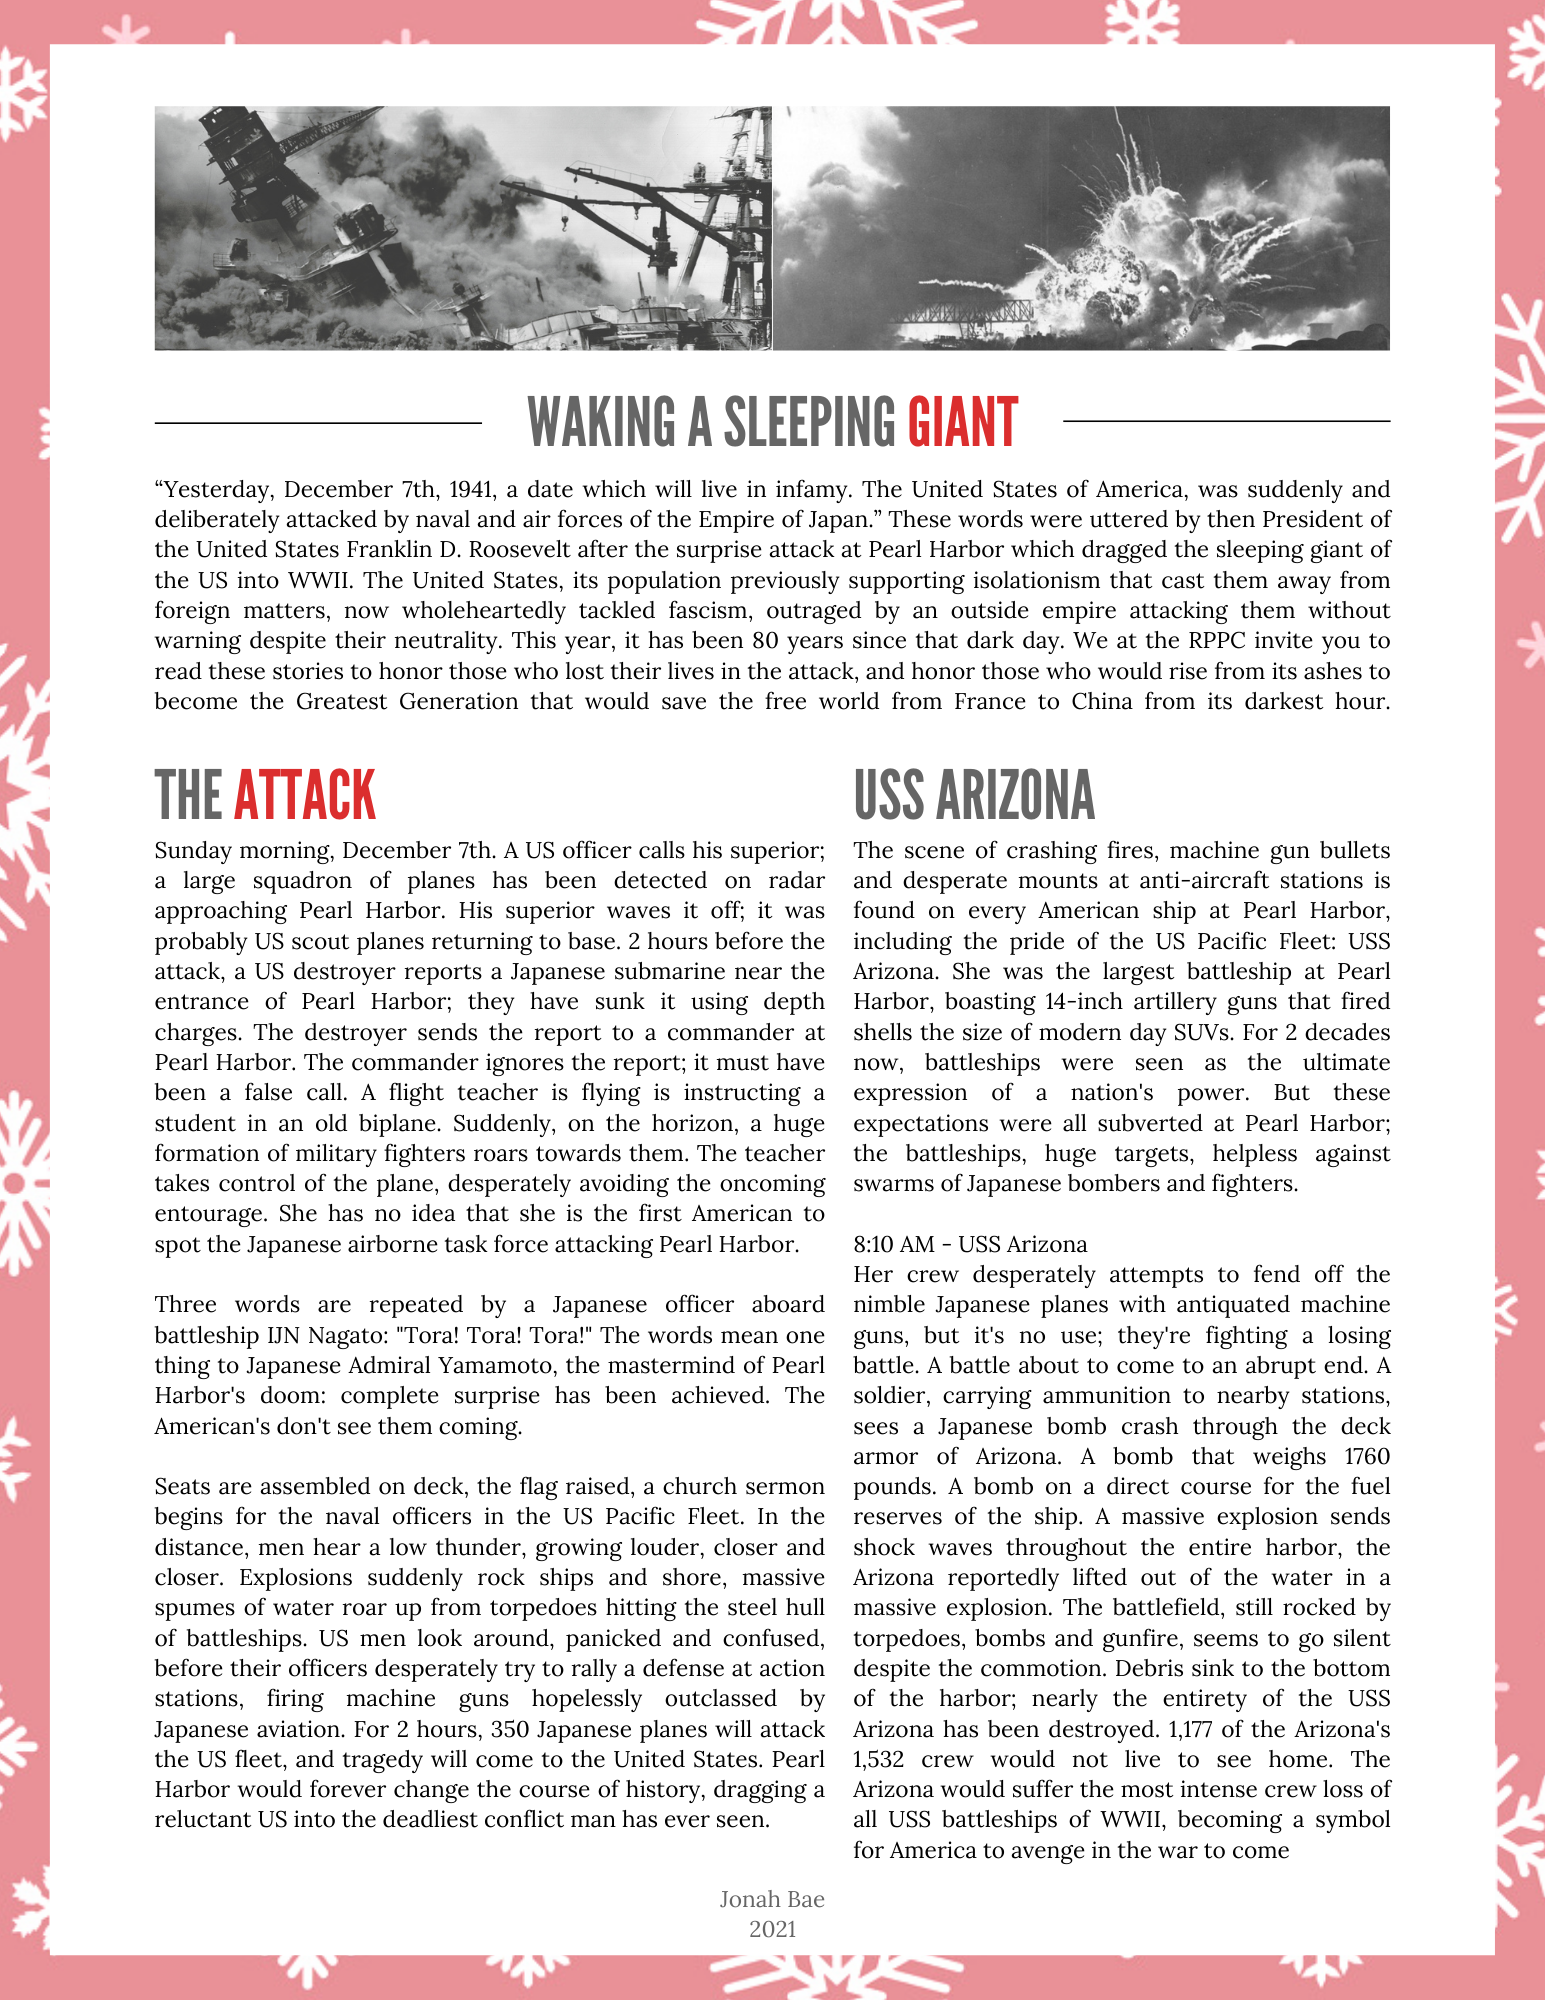 WAKING A SLEEPING GIANT
“Yesterday, December 7th, 1941, a date which will live in infamy. The United States of America, was suddenly and
deliberately attacked by naval and air forces of the Empire of Japan.” These words were uttered by then President of
the United States Franklin D. Roosevelt after the surprise attack at Pearl Harbor which dragged the sleeping giant of
the US into WWII. The United States, its population previously supporting isolationism that cast them away from
foreign matters, now wholeheartedly tackled fascism, outraged by an outside empire attacking them without
warning despite their neutrality. This year, it has been 80 years since that dark day. We at the RPPC invite you to
read these stories to honor those who lost their lives in the attack, and honor those who would rise from its ashes to
become the Greatest Generation that would save the free world from France to China from its darkest hour.
THE ATTACK
Sunday morning, December 7th. A US officer calls his superior;
a large squadron of planes has been detected on radar
approaching Pearl Harbor. His superior waves it off; it was
probably US scout planes returning to base. 2 hours before the
attack, a US destroyer reports a Japanese submarine near the
entrance of Pearl Harbor; they have sunk it using depth
charges. The destroyer sends the report to a commander at
Pearl Harbor. The commander ignores the report; it must have
been a false call. A flight teacher is flying is instructing a
student in an old biplane. Suddenly, on the horizon, a huge
formation of military fighters roars towards them. The teacher
takes control of the plane, desperately avoiding the oncoming
entourage. She has no idea that she is the first American to
spot the Japanese airborne task force attacking Pearl Harbor.
Three words are repeated by a Japanese officer aboard
battleship IJN Nagato: "Tora! Tora! Tora!" The words mean one
thing to Japanese Admiral Yamamoto, the mastermind of Pearl
Harbor's doom: complete surprise has been achieved. The
American's don't see them coming.
Seats are assembled on deck, the flag raised, a church sermon
begins for the naval officers in the US Pacific Fleet. In the
distance, men hear a low thunder, growing louder, closer and
closer. Explosions suddenly rock ships and shore, massive
spumes of water roar up from torpedoes hitting the steel hull
of battleships. US men look around, panicked and confused,
before their officers desperately try to rally a defense at action
stations, firing machine guns hopelessly outclassed by
Japanese aviation. For 2 hours, 350 Japanese planes will attack
the US fleet, and tragedy will come to the United States. Pearl
Harbor would forever change the course of history, dragging a
reluctant US into the deadliest conflict man has ever seen.
USS ARIZONA
The scene of crashing fires, machine gun bullets
and desperate mounts at anti-aircraft stations is
found on every American ship at Pearl Harbor,
including the pride of the US Pacific Fleet: USS
Arizona. She was the largest battleship at Pearl
Harbor, boasting 14-inch artillery guns that fired
shells the size of modern day SUVs. For 2 decades
now, battleships were seen as the ultimate
expression of a nation's power. But these
expectations were all subverted at Pearl Harbor;
the battleships, huge targets, helpless against
swarms of Japanese bombers and fighters.
8:10 AM - USS Arizona
Her crew desperately attempts to fend off the
nimble Japanese planes with antiquated machine
guns, but it's no use; they're fighting a losing
battle. A battle about to come to an abrupt end. A
soldier, carrying ammunition to nearby stations,
sees a Japanese bomb crash through the deck
armor of Arizona. A bomb that weighs 1760
pounds. A bomb on a direct course for the fuel
reserves of the ship. A massive explosion sends
shock waves throughout the entire harbor, the
Arizona reportedly lifted out of the water in a
massive explosion. The battlefield, still rocked by
torpedoes, bombs and gunfire, seems to go silent
despite the commotion. Debris sink to the bottom
of the harbor; nearly the entirety of the USS
Arizona has been destroyed. 1,177 of the Arizona's
1,532 crew would not live to see home. The
Arizona would suffer the most intense crew loss of
all USS battleships of WWII, becoming a symbol
for America to avenge in the war to come
Jonah Bae
2021